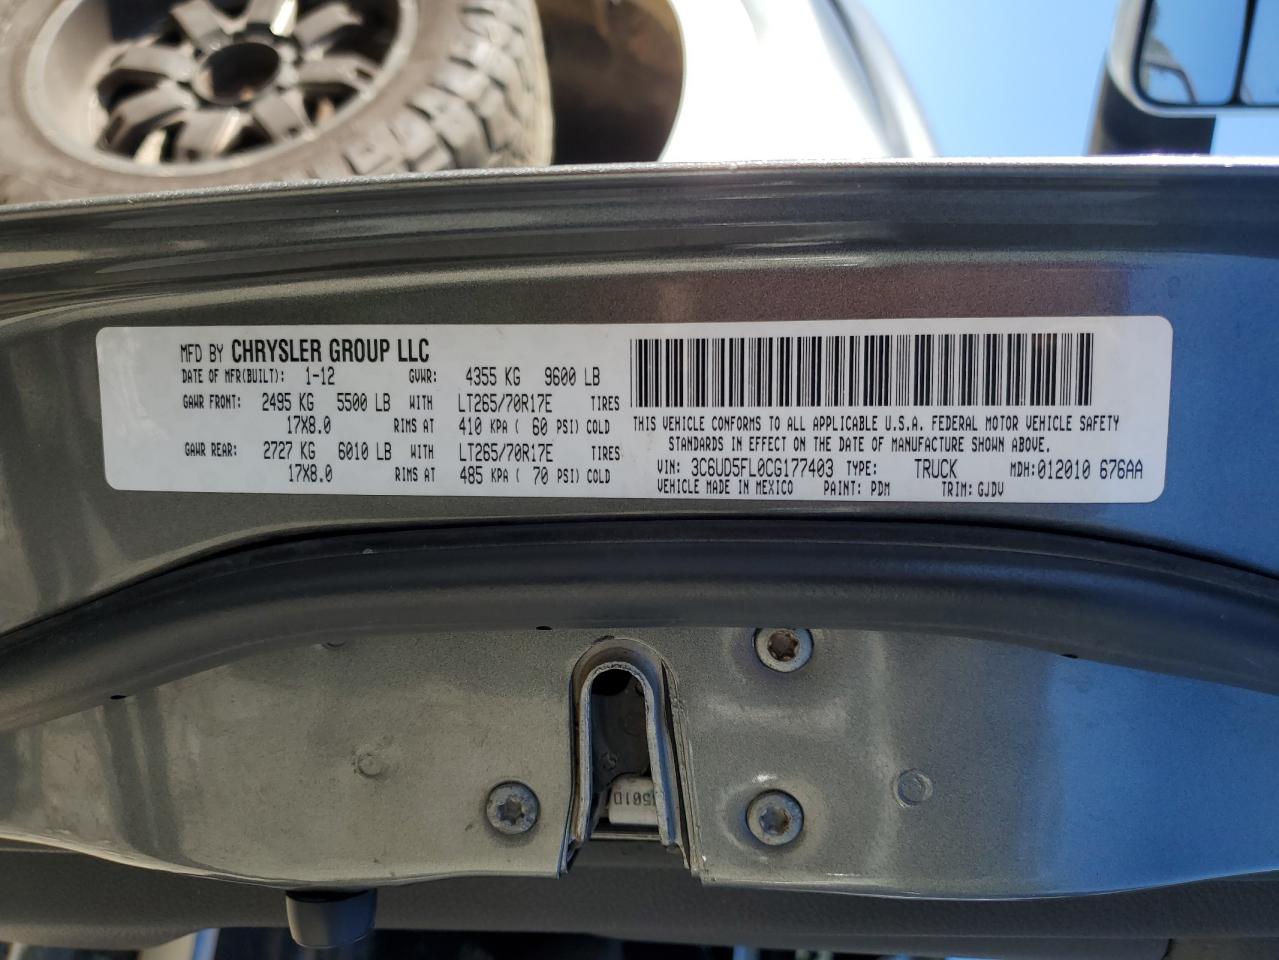 MFD BY CHRYSLER GROUP LLC
DATE OF MFR(BUILT): 1-12 GVWR: 4355 KG 9600 LB
GAWR FRONT: 2495 KG 5500 LB WITH LT265/70R17E TIRES
17X8.0 RIMS AT 410 KPA ( 60 PSI) COLD
GAWR REAR: 2727 KG 6010 LB WITH LT265/70R17E TIRES
17X8.0 RIMS AT 485 KPA ( 70 PSI) COLD
THIS VEHICLE CONFORMS TO ALL APPLICABLE U.S.A. FEDERAL MOTOR VEHICLE SAFETY
STANDARDS IN EFFECT ON THE DATE OF MANUFACTURE SHOWN ABOVE.
VIN: 3C6UD5FL0CG177403 TYPE: TRUCK MDH:012010 676AA
VEHICLE MADE IN MEXICO PAINT: PDM TRIM: GJDV